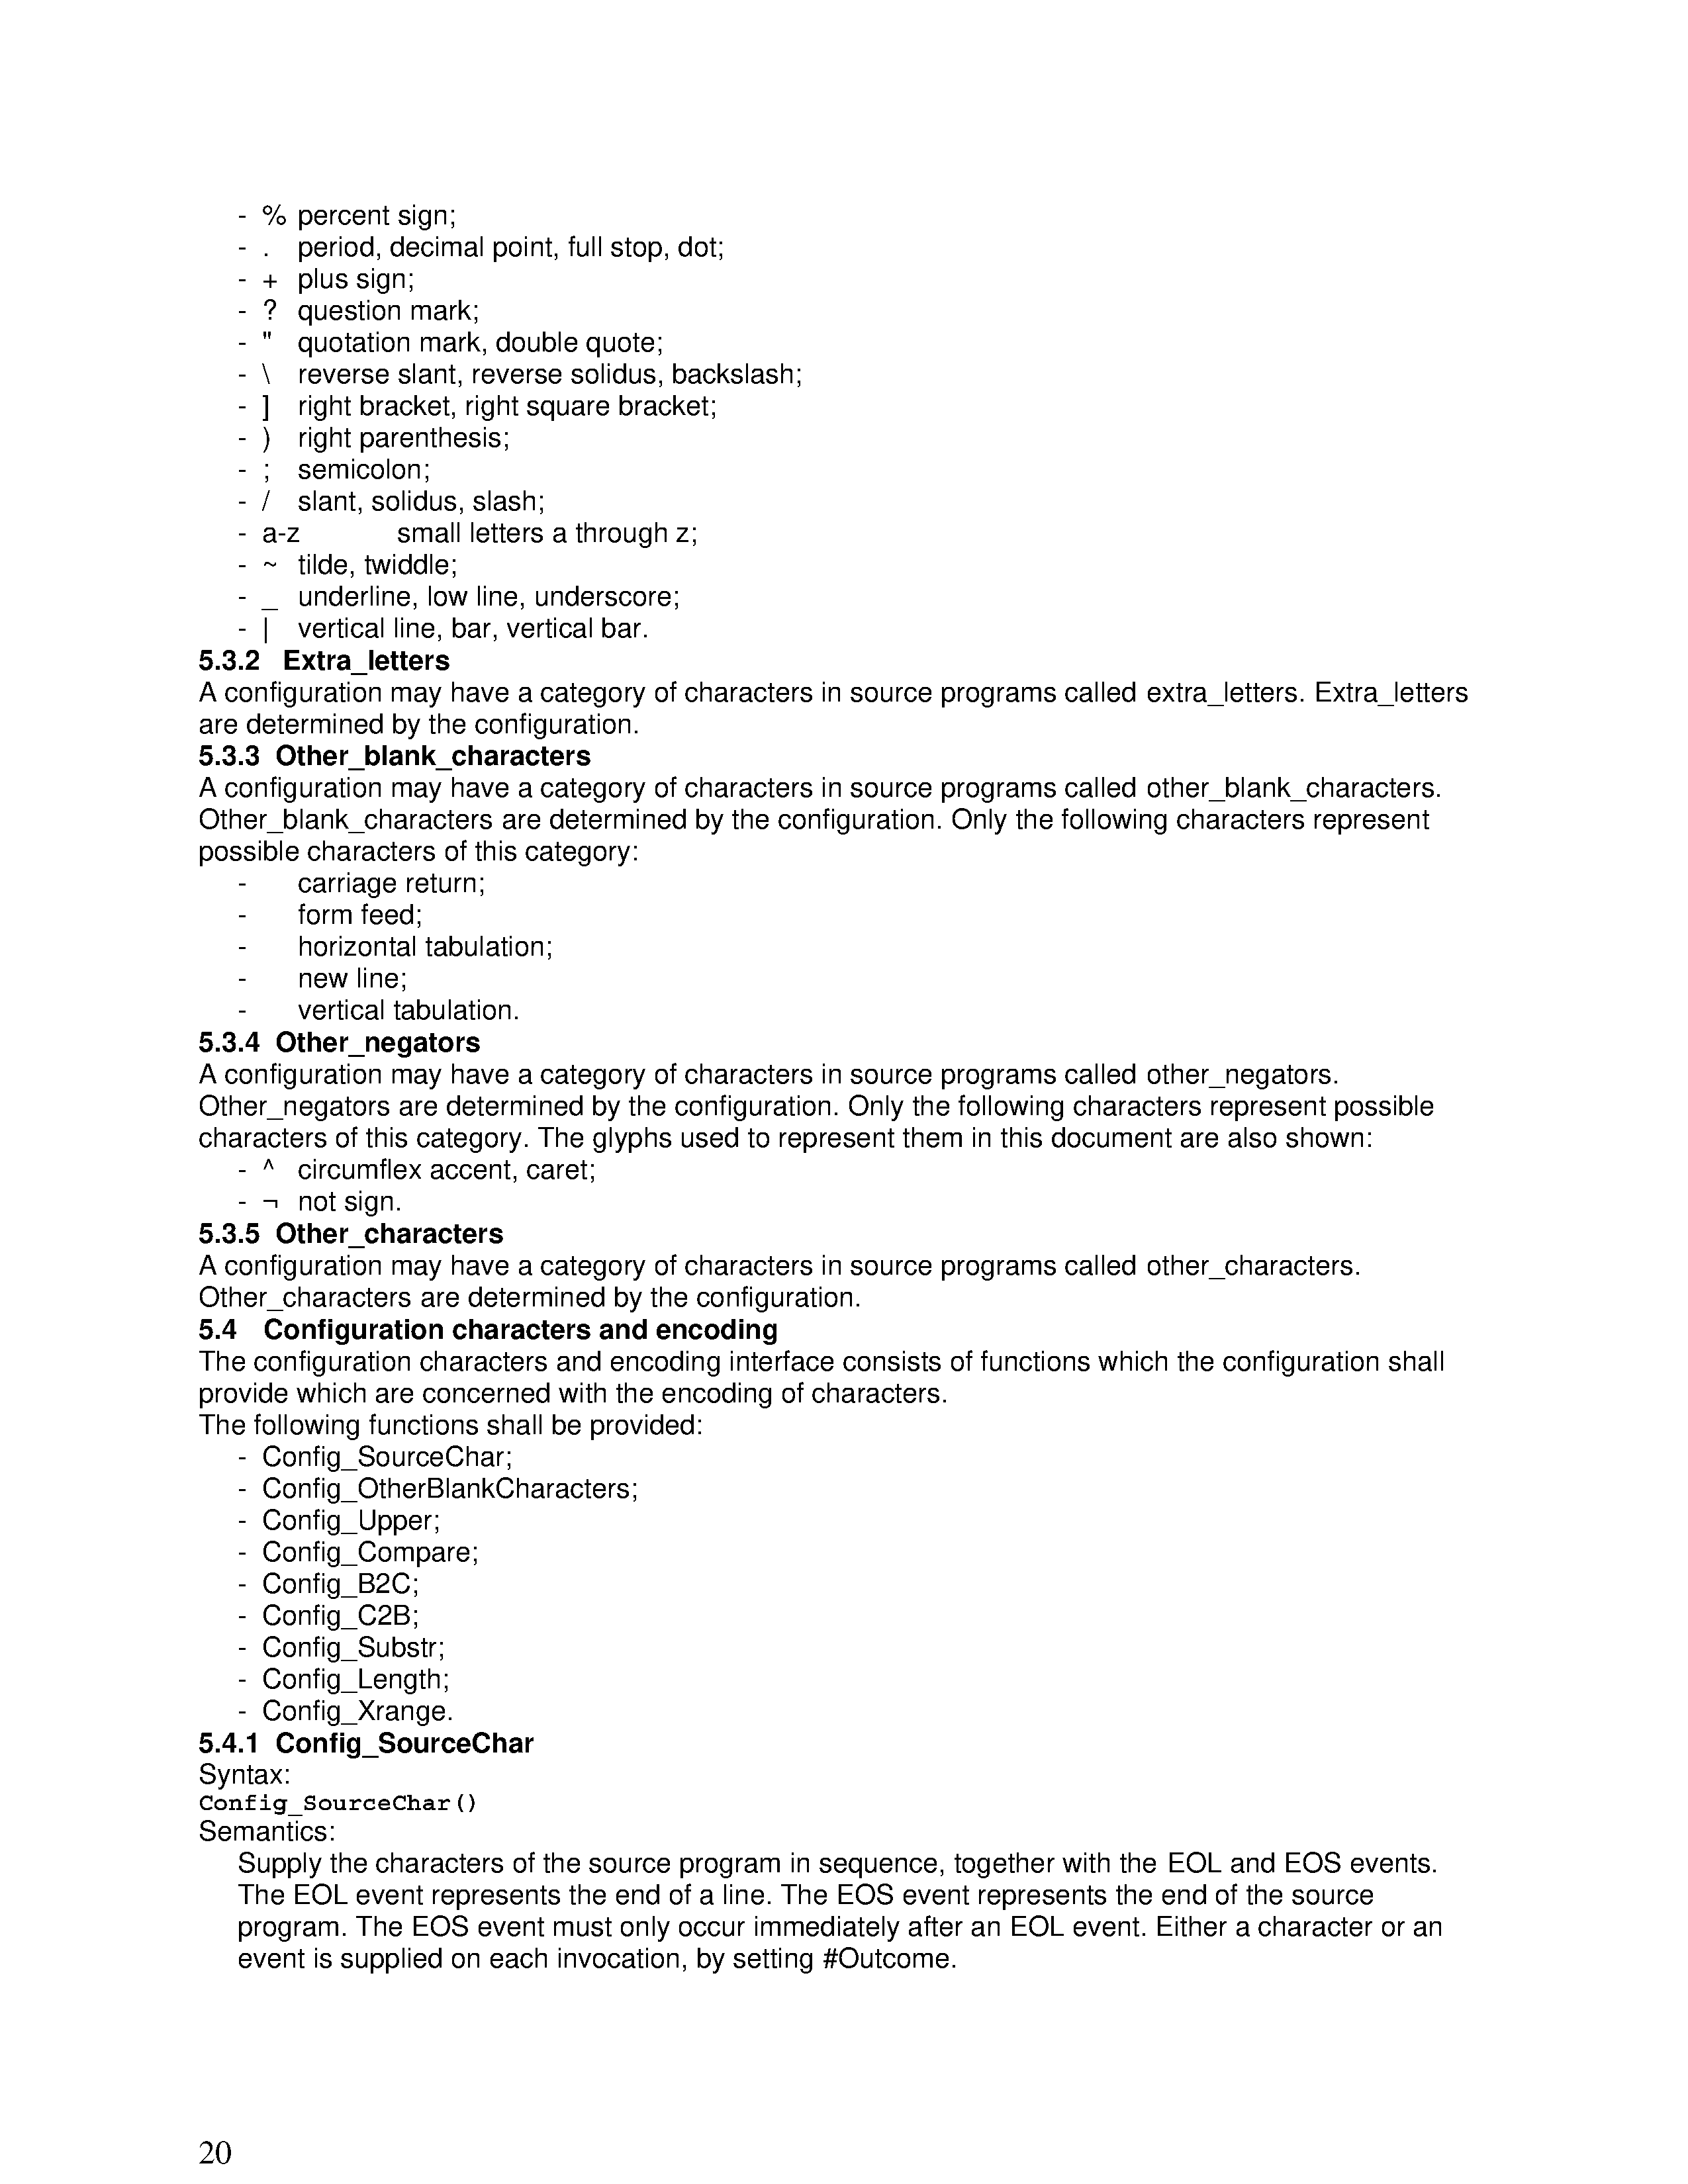 - % percent sign;
- . period, decimal point, full stop, dot;
- + plus sign;
- ? question mark;
- " quotation mark, double quote;
- \ reverse slant, reverse solidus, backslash;
- ] right bracket, right square bracket;
- ) right parenthesis;
- ; semicolon;
- / slant, solidus, slash;
- a-z small letters a through z;
- ~ tilde, twiddle;
- _ underline, low line, underscore;
- | vertical line, bar, vertical bar.
5.3.2 Extra_letters
A configuration may have a category of characters in source programs called extra_letters. Extra_letters
are determined by the configuration.
5.3.3 Other_blank_characters
A configuration may have a category of characters in source programs called other_blank_characters.
Other_blank_characters are determined by the configuration. Only the following characters represent
possible characters of this category:
- carriage return;
- form feed;
- horizontal tabulation;
- new line;
- vertical tabulation.
5.3.4 Other_negators
A configuration may have a category of characters in source programs called other_negators.
Other_negators are determined by the configuration. Only the following characters represent possible
characters of this category. The glyphs used to represent them in this document are also shown:
- ^ circumflex accent, caret;
- ¬ not sign.
5.3.5 Other_characters
A configuration may have a category of characters in source programs called other_characters.
Other_characters are determined by the configuration.
5.4 Configuration characters and encoding
The configuration characters and encoding interface consists of functions which the configuration shall
provide which are concerned with the encoding of characters.
The following functions shall be provided:
- Config_SourceChar;
- Config_OtherBlankCharacters;
- Config_Upper;
- Config_Compare;
- Config_B2C;
- Config_C2B;
- Config_Substr;
- Config_Length;
- Config_Xrange.
5.4.1 Config_SourceChar
Syntax:
Config_SourceChar()
Semantics:
Supply the characters of the source program in sequence, together with the EOL and EOS events.
The EOL event represents the end of a line. The EOS event represents the end of the source
program. The EOS event must only occur immediately after an EOL event. Either a character or an
event is supplied on each invocation, by setting #Outcome.
20